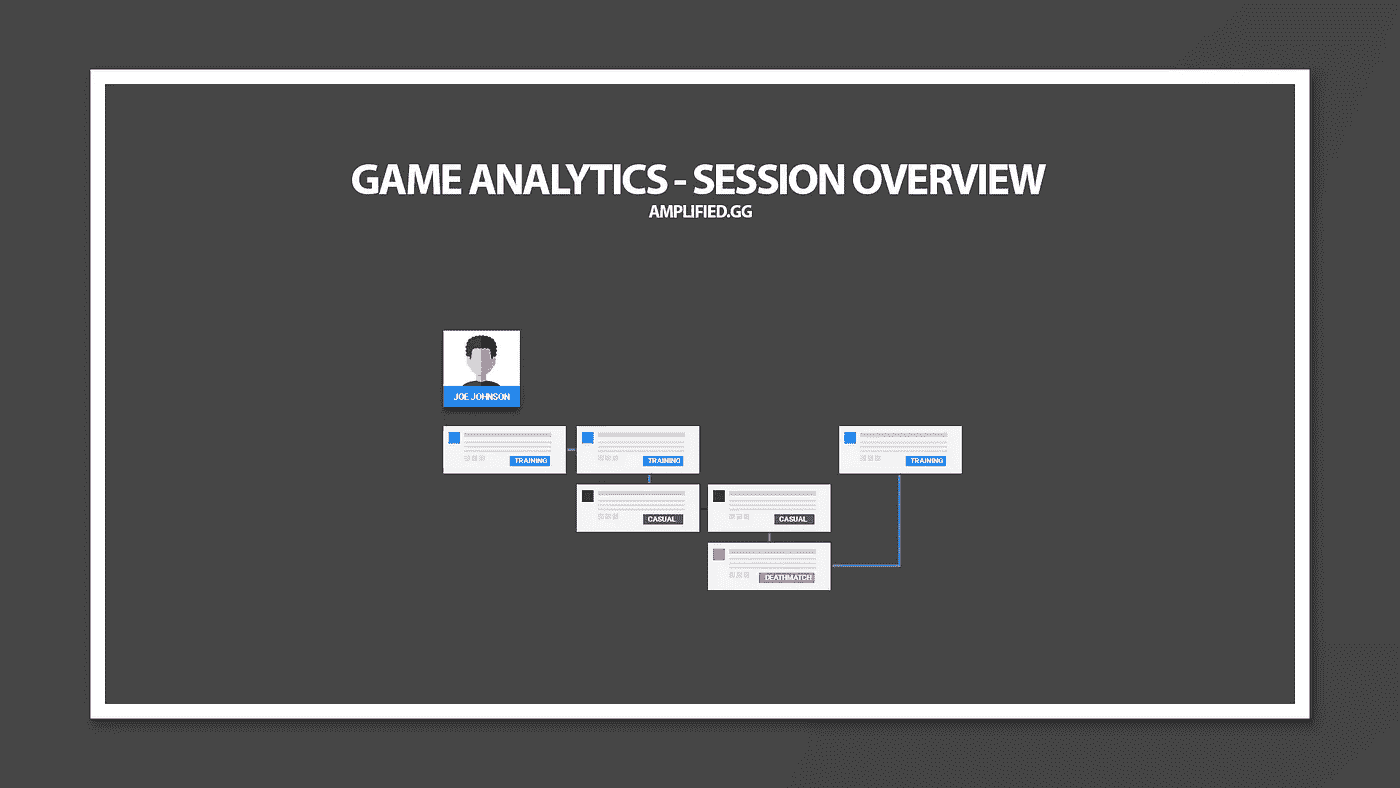 GAME ANALYTICS - SESSION OVERVIEW
AMPLIFIED.GG
JOE JOHNSON
TRAINING
TRAINING
TRAINING
CASUAL
CASUAL
DEATHMATCH